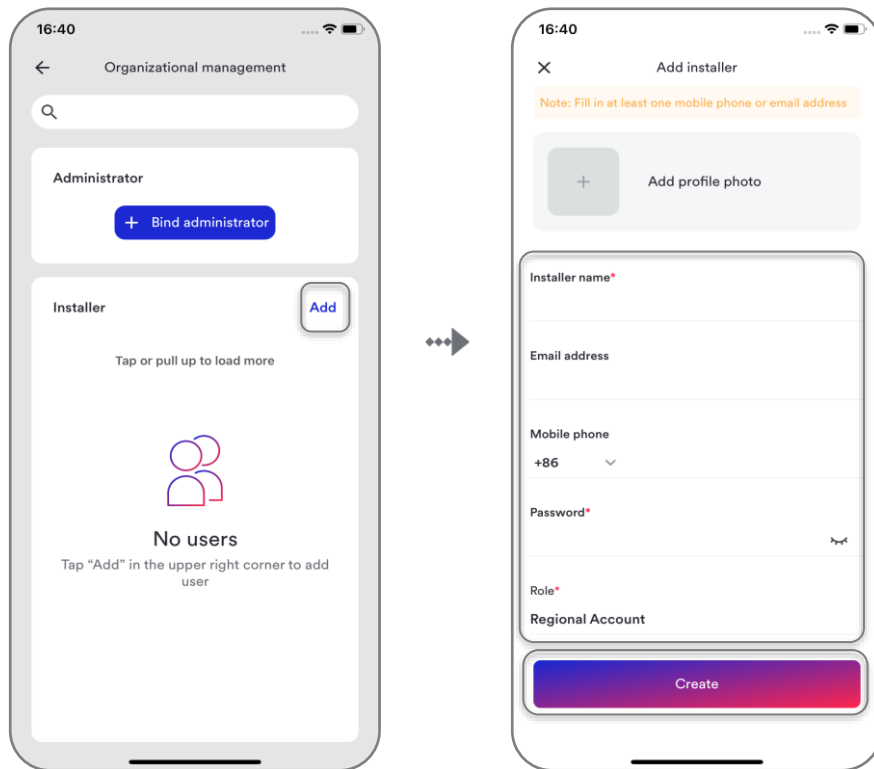 16:40
Organizational management
Administrator
+ Bind administrator
Installer
Add
Tap or pull up to load more
No users
Tap “Add” in the upper right corner to add
user
16:40
Add installer
Note: Fill in at least one mobile phone or email address
Add profile photo
Installer name*
Email address
Mobile phone
+86
Password*
Role*
Regional Account
Create